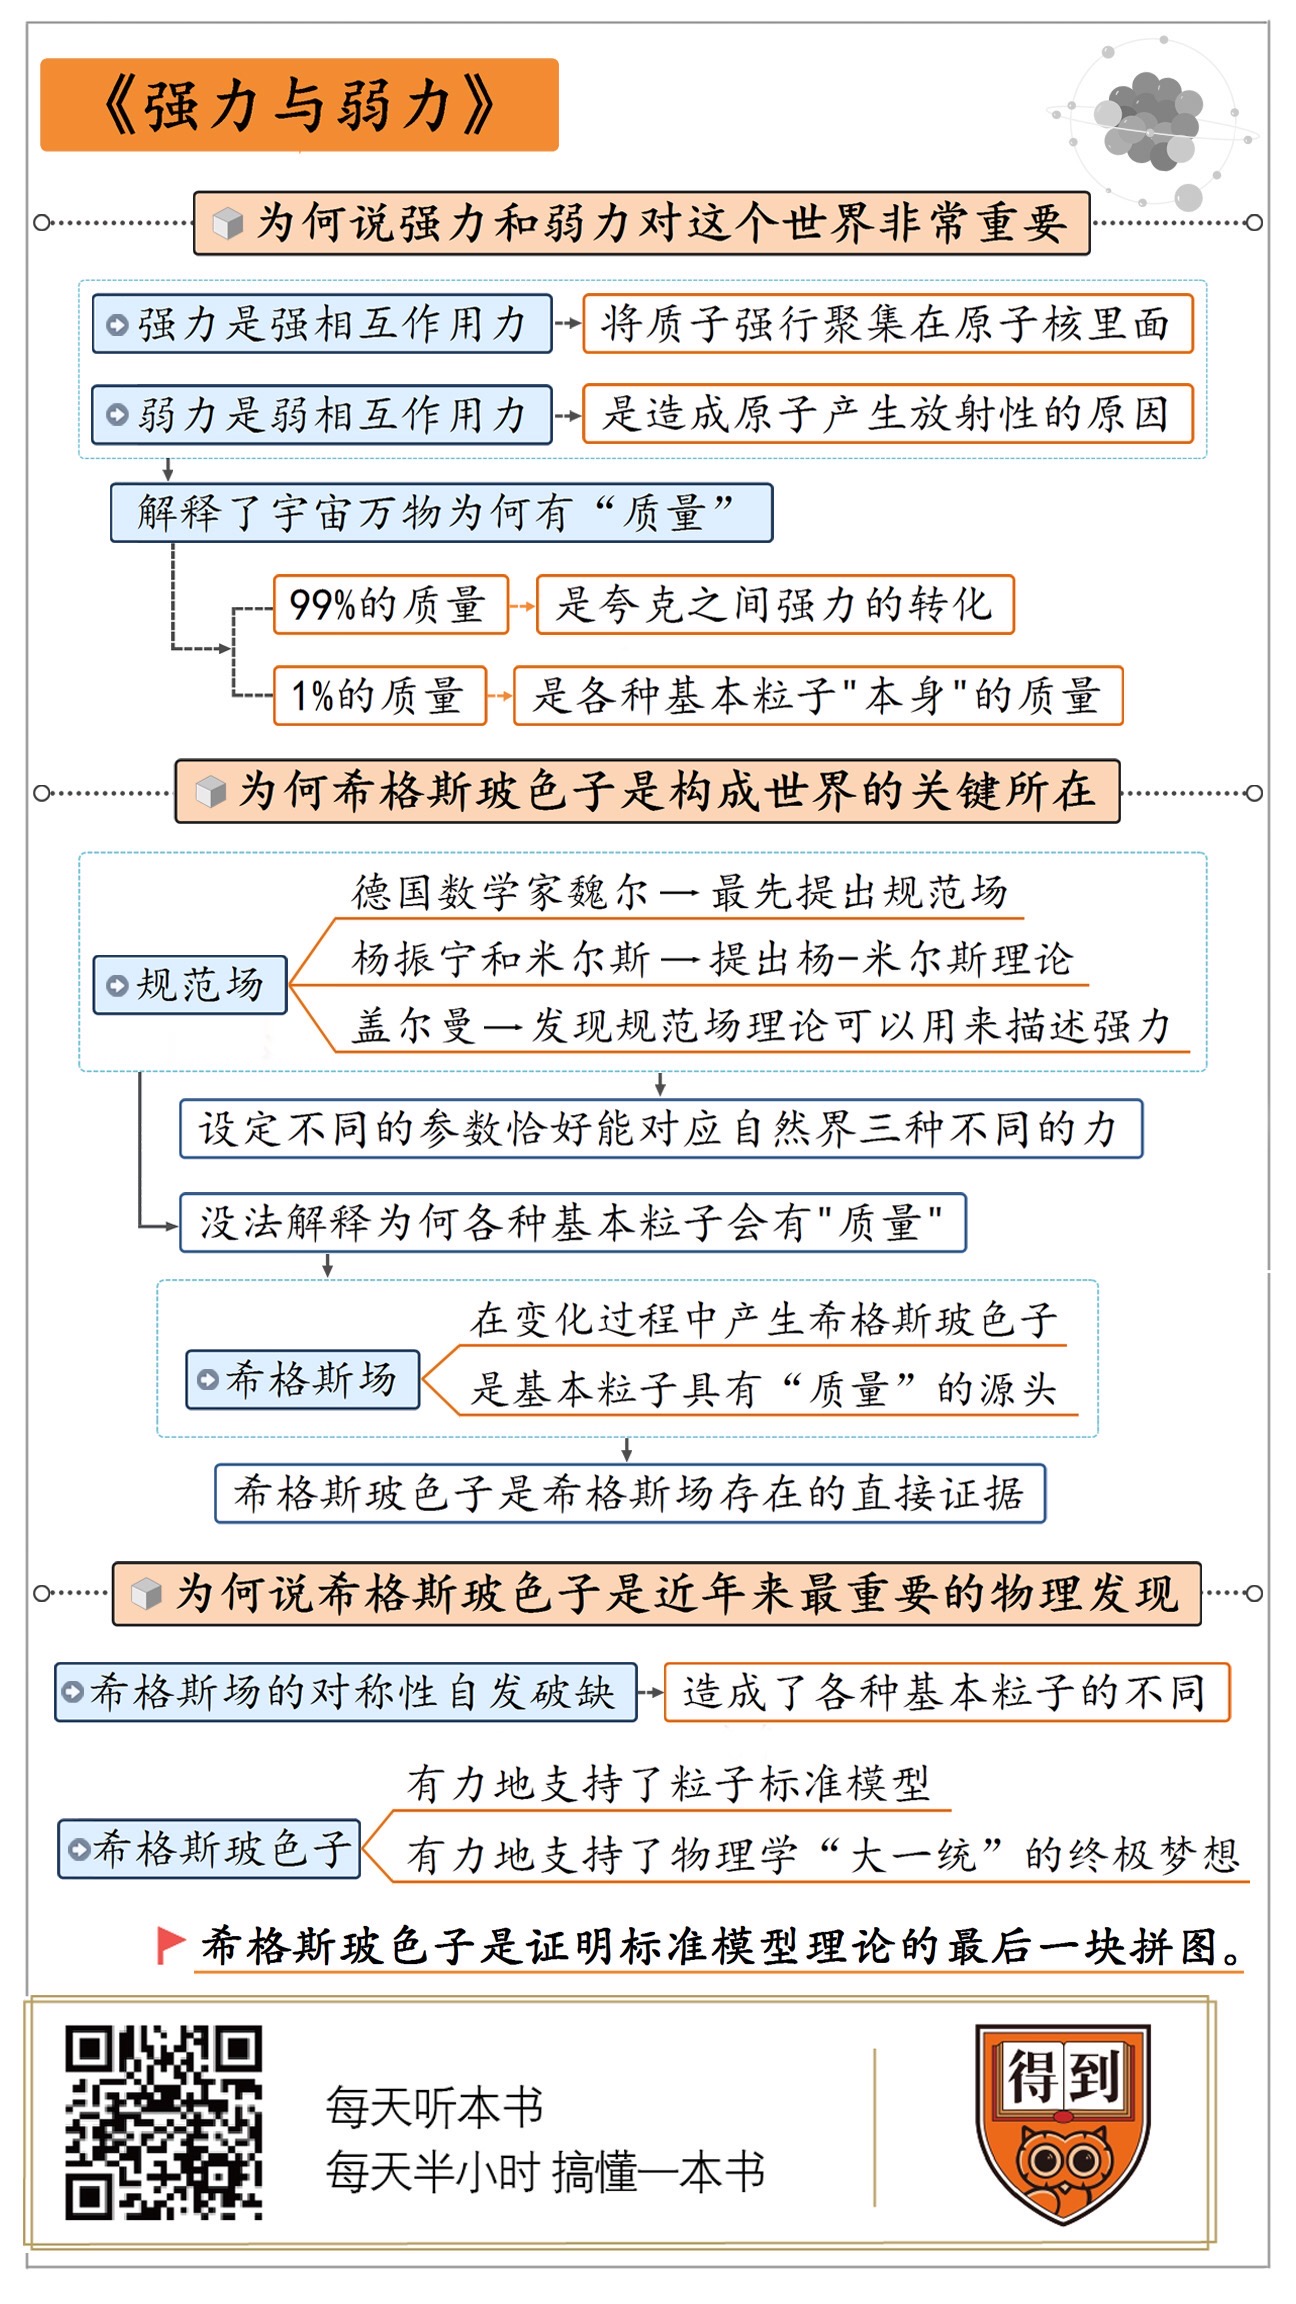 《强力与弱力》
为何说强力和弱力对这个世界非常重要
强力是强相互作用力
将质子强行聚集在原子核里面
弱力是弱相互作用力
是造成原子产生放射性的原因
解释了宇宙万物为何有“质量”
99%的质量
是夸克之间强力的转化
1%的质量
是各种基本粒子"本身"的质量
为何希格斯玻色子是构成世界的关键所在
规范场
德国数学家魏尔→最先提出规范场
杨振宁和米尔斯→提出杨-米尔斯理论
盖尔曼→发现规范场理论可以用来描述强力
设定不同的参数恰好能对应自然界三种不同的力
没法解释为何各种基本粒子会有"质量"
希格斯场
在变化过程中产生希格斯玻色子
是基本粒子具有“质量”的源头
希格斯玻色子是希格斯场存在的直接证据
为何说希格斯玻色子是近年来最重要的物理发现
希格斯场的对称性自发破缺
造成了各种基本粒子的不同
希格斯玻色子
有力地支持了粒子标准模型
有力地支持了物理学“大一统”的终极梦想
希格斯玻色子是证明标准模型理论的最后一块拼图。
每天听本书
每天半小时 搞懂一本书
得到